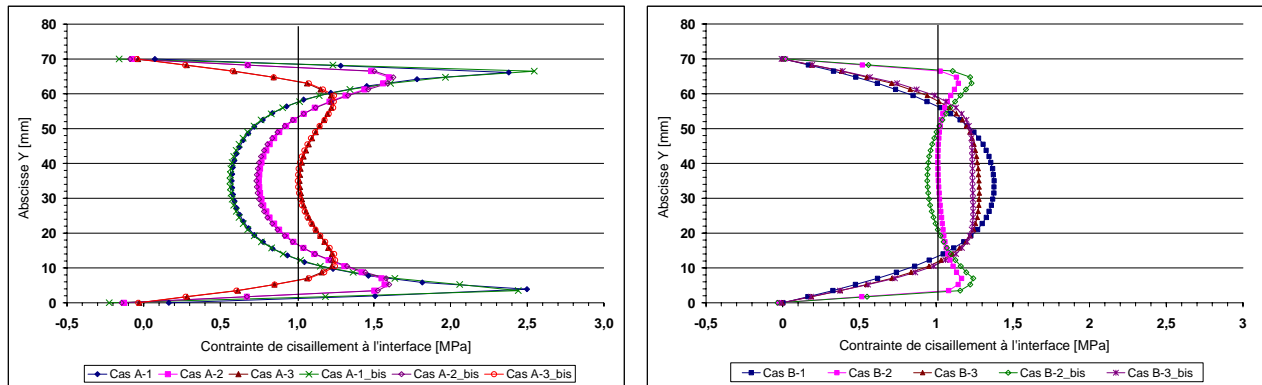 80
70
60
50
40
30
20
10
0
Abscisse Y [mm]
-0,5 0,0 0,5 1,0 1,5 2,0 2,5 3,0
Contrainte de cisaillement à l'interface [MPa]
Cas A-1 Cas A-2 Cas A-3 Cas A-1_bis Cas A-2_bis Cas A-3_bis
80
70
60
50
40
30
20
10
0
Abscisse Y [mm]
-0,5 0 0,5 1 1,5 2 2,5 3
Contrainte de cisaillement à l'interface [MPa]
Cas B-1 Cas B-2 Cas B-3 Cas B-2_bis Cas B-3_bis